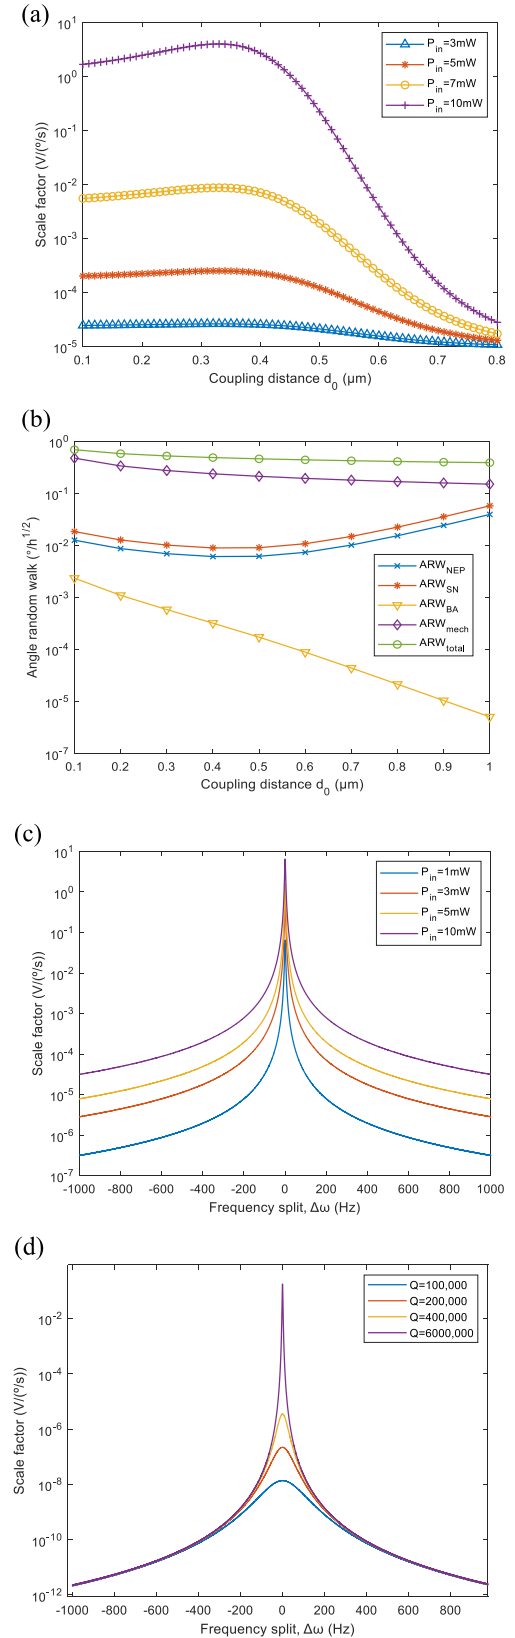 (a)
10^1
10^0
10^-1
10^-2
10^-3
10^-4
10^-5
Scale factor (V/(º/s))
P_in=3mW
P_in=5mW
P_in=7mW
P_in=10mW
0.1 0.2 0.3 0.4 0.5 0.6 0.7 0.8
Coupling distance d_0 (µm)
(b)
10^0
10^-1
10^-2
10^-3
10^-4
10^-5
10^-6
10^-7
Angle random walk (°/h^1/2)
ARW_NEP
ARW_SN
ARW_BA
ARW_mech
ARW_total
0.1 0.2 0.3 0.4 0.5 0.6 0.7 0.8 0.9 1
Coupling distance d_0 (µm)
(c)
10^1
10^0
10^-1
10^-2
10^-3
10^-4
10^-5
10^-6
10^-7
Scale factor (V/(º/s))
P_in=1mW
P_in=3mW
P_in=5mW
P_in=10mW
-1000 -800 -600 -400 -200 0 200 400 600 800 1000
Frequency split, Δω (Hz)
(d)
10^-2
10^-4
10^-6
10^-8
10^-10
10^-12
Scale factor (V/(º/s))
Q=100,000
Q=200,000
Q=400,000
Q=6000,000
-1000 -800 -600 -400 -200 0 200 400 600 800
Frequency split, Δω (Hz)